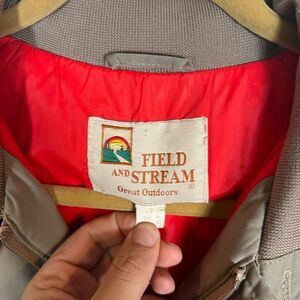 FIELD
AND STREAM®
Great Outdoors